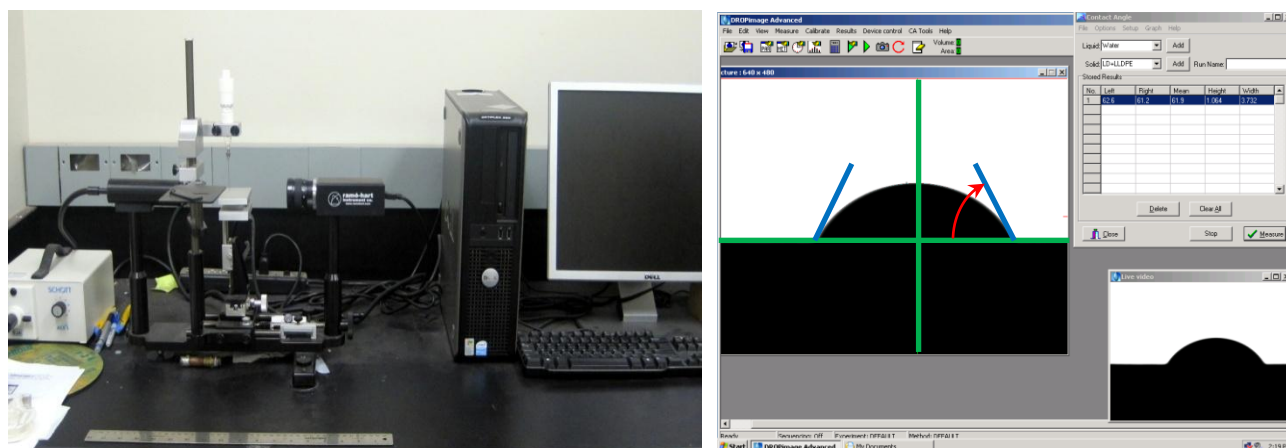 SCHOTT
ramé-hart
instrument co.
DELL
DROPimage Advanced
File Edit View Measure Calibrate Results Device control CA Tools Help
Volume
Area
cture : 640 x 480
Contact Angle
File Options Setup Graph Help
Liquid: Water Add
Solid: LD+LLDPE Add Run Name:
Stored Results
No. Left Right Mean Height Width
1 62.6 61.2 61.9 1.064 3.732
Delete Clear All
Close Stop Measure
Live video
Ready Sequencing: Off Experiment: DEFAULT Method: DEFAULT
Start DROPimage Advanced My Documents